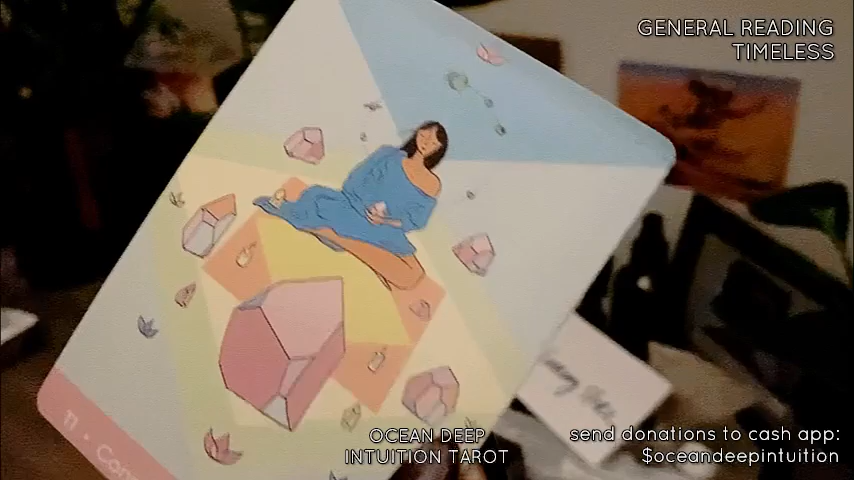 GENERAL READING
TIMELESS
OCEAN DEEP
INTUITION TAROT
send donations to cash app:
$oceandeepintuition